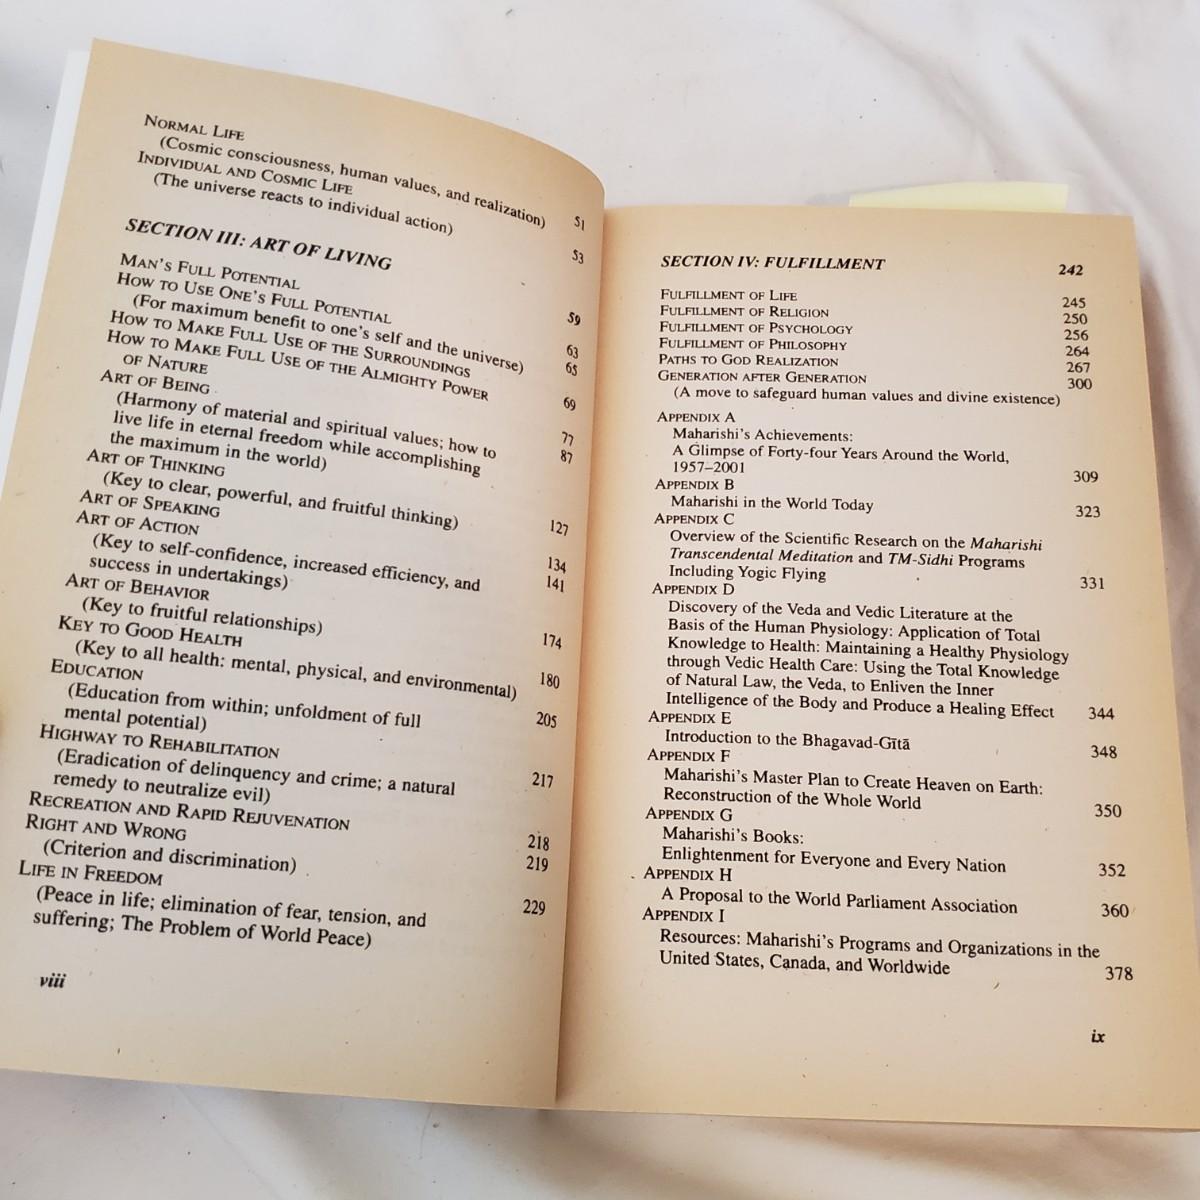 NORMAL LIFE 51
(Cosmic consciousness, human values, and realization)
INDIVIDUAL AND COSMIC LIFE 53
(The universe reacts to individual action)
SECTION III: ART OF LIVING 59
MAN'S FULL POTENTIAL 63
HOW TO USE ONE'S FULL POTENTIAL 65
(For maximum benefit to one's self and the universe)
HOW TO MAKE FULL USE OF THE SURROUNDINGS 69
HOW TO MAKE FULL USE OF THE ALMIGHTY POWER
OF NATURE 77
ART OF BEING 87
(Harmony of material and spiritual values; how to
live life in eternal freedom while accomplishing
the maximum in the world)
ART OF THINKING 127
(Key to clear, powerful, and fruitful thinking)
ART OF SPEAKING 134
ART OF ACTION 141
(Key to self-confidence, increased efficiency, and
success in undertakings)
ART OF BEHAVIOR 174
(Key to fruitful relationships)
KEY TO GOOD HEALTH 180
(Key to all health: mental, physical, and environmental)
EDUCATION 205
(Education from within; unfoldment of full
mental potential)
HIGHWAY TO REHABILITATION 217
(Eradication of delinquency and crime; a natural
remedy to neutralize evil)
RECREATION AND RAPID REJUVENATION 218
RIGHT AND WRONG 219
(Criterion and discrimination)
LIFE IN FREEDOM 229
(Peace in life; elimination of fear, tension, and
suffering; The Problem of World Peace)
viii
SECTION IV: FULFILLMENT 242
FULFILLMENT OF LIFE 245
FULFILLMENT OF RELIGION 250
FULFILLMENT OF PSYCHOLOGY 256
FULFILLMENT OF PHILOSOPHY 264
PATHS TO GOD REALIZATION 267
GENERATION AFTER GENERATION 300
(A move to safeguard human values and divine existence)
APPENDIX A
Maharishi's Achievements:
A Glimpse of Forty-four Years Around the World,
1957–2001 309
APPENDIX B
Maharishi in the World Today 323
APPENDIX C
Overview of the Scientific Research on the Maharishi
Transcendental Meditation and TM-Sidhi Programs
Including Yogic Flying 331
APPENDIX D
Discovery of the Veda and Vedic Literature at the
Basis of the Human Physiology: Application of Total
Knowledge to Health: Maintaining a Healthy Physiology
through Vedic Health Care: Using the Total Knowledge
of Natural Law, the Veda, to Enliven the Inner
Intelligence of the Body and Produce a Healing Effect 344
APPENDIX E
Introduction to the Bhagavad-Gītā 348
APPENDIX F
Maharishi's Master Plan to Create Heaven on Earth:
Reconstruction of the Whole World 350
APPENDIX G
Maharishi's Books:
Enlightenment for Everyone and Every Nation 352
APPENDIX H
A Proposal to the World Parliament Association 360
APPENDIX I
Resources: Maharishi's Programs and Organizations in the
United States, Canada, and Worldwide 378
ix